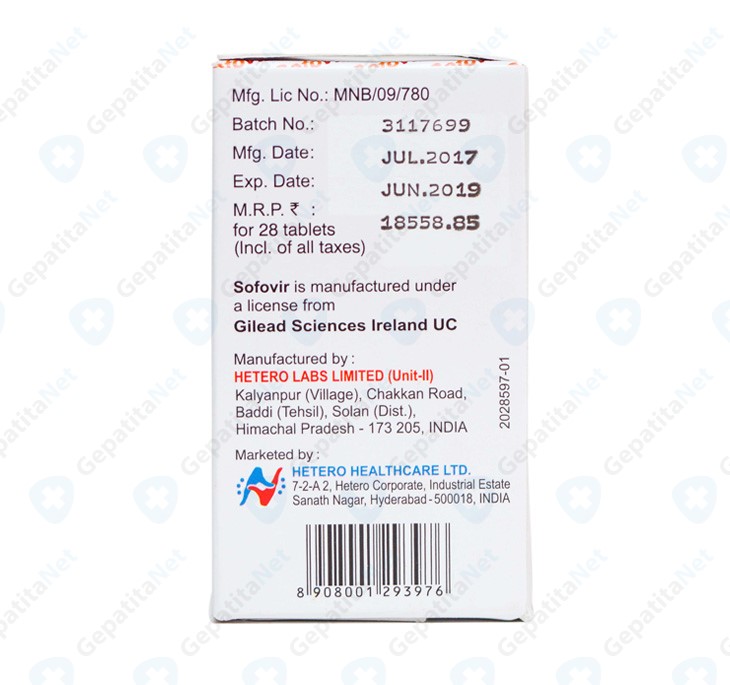 Mfg. Lic No.: MNB/09/780
Batch No.: 3117699
Mfg. Date: JUL.2017
Exp. Date: JUN.2019
M.R.P. ₹ : 18558.85
for 28 tablets
(Incl. of all taxes)
Sofovir is manufactured under
a license from
Gilead Sciences Ireland UC
Manufactured by :
HETERO LABS LIMITED (Unit-II)
Kalyanpur (Village), Chakkan Road,
Baddi (Tehsil), Solan (Dist.),
Himachal Pradesh - 173 205, INDIA
2028597-01
Marketed by :
HETERO HEALTHCARE LTD.
7-2-A 2, Hetero Corporate, Industrial Estate
Sanath Nagar, Hyderabad - 500018, INDIA
8 908001 293976
GepatitaNet